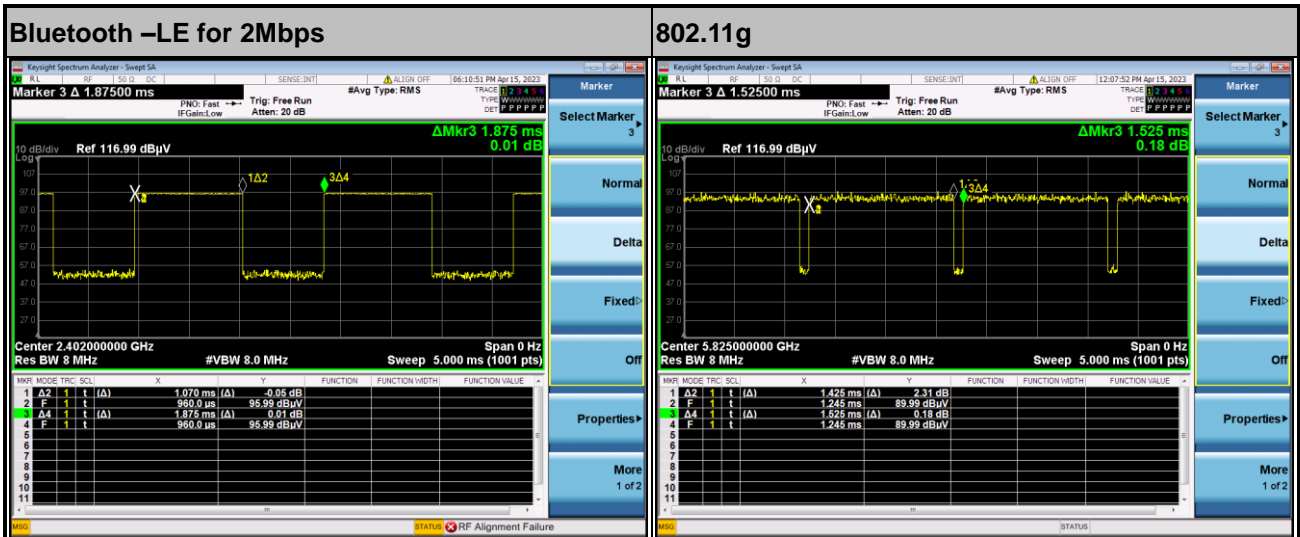 Bluetooth –LE for 2Mbps
Keysight Spectrum Analyzer - Swept SA
RL RF 50 Ω DC SENSE:INT ALIGN OFF 06:10:51 PM Apr 15, 2023
Marker 3 Δ 1.87500 ms
PNO: Fast Trig: Free Run
IFGain:Low Atten: 20 dB
#Avg Type: RMS
TRACE 1 2 3 4 5 6
TYPE WWWWWW
DET P P P P P P
ΔMkr3 1.875 ms
0.01 dB
10 dB/div Ref 116.99 dBµV
Log
107
97.0
87.0
77.0
67.0
57.0
47.0
37.0
27.0
1Δ2
3Δ4
Center 2.402000000 GHz Span 0 Hz
Res BW 8 MHz #VBW 8.0 MHz Sweep 5.000 ms (1001 pts)
MKR MODE TRC SCL X Y FUNCTION FUNCTION WIDTH FUNCTION VALUE
1 Δ2 1 t (Δ) 1.070 ms (Δ) -0.05 dB
2 F 1 t 960.0 µs 95.99 dBµV
3 Δ4 1 t (Δ) 1.875 ms (Δ) 0.01 dB
4 F 1 t 960.0 µs 95.99 dBµV
5
6
7
8
9
10
11
MSG STATUS RF Alignment Failure
Marker
Select Marker
3
Normal
Delta
Fixed
Off
Properties
More
1 of 2
802.11g
Keysight Spectrum Analyzer - Swept SA
RL RF 50 Ω DC SENSE:INT ALIGN OFF 12:07:52 PM Apr 15, 2023
Marker 3 Δ 1.52500 ms
PNO: Fast Trig: Free Run
IFGain:Low Atten: 20 dB
#Avg Type: RMS
TRACE 1 2 3 4 5 6
TYPE WWWWWW
DET P P P P P P
ΔMkr3 1.525 ms
0.18 dB
10 dB/div Ref 116.99 dBµV
Log
107
97.0
87.0
77.0
67.0
57.0
47.0
37.0
27.0
3Δ4
Center 5.825000000 GHz Span 0 Hz
Res BW 8 MHz #VBW 8.0 MHz Sweep 5.000 ms (1001 pts)
MKR MODE TRC SCL X Y FUNCTION FUNCTION WIDTH FUNCTION VALUE
1 Δ2 1 t (Δ) 1.425 ms (Δ) 2.31 dB
2 F 1 t 1.245 ms 89.99 dBµV
3 Δ4 1 t (Δ) 1.525 ms (Δ) 0.18 dB
4 F 1 t 1.245 ms 89.99 dBµV
5
6
7
8
9
10
11
MSG STATUS
Marker
Select Marker
3
Normal
Delta
Fixed
Off
Properties
More
1 of 2